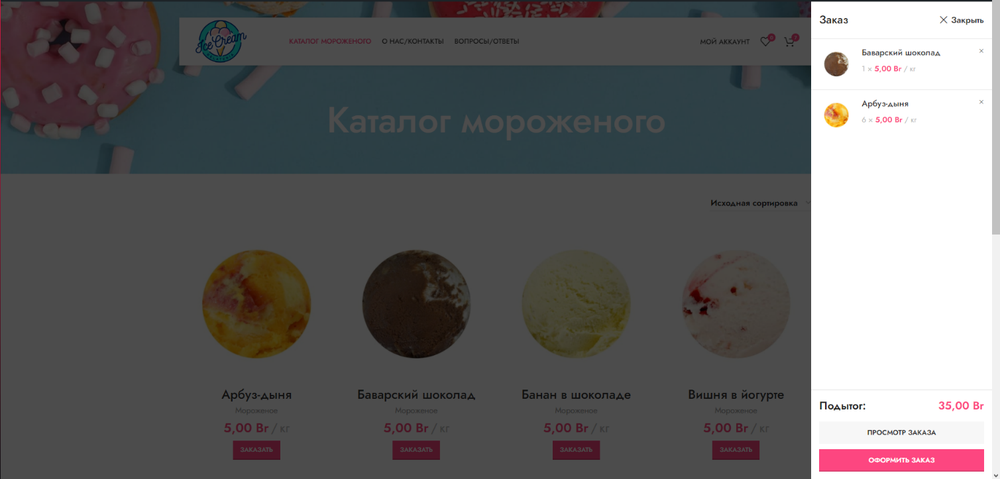 Ice Cream
GELATERIA
КАТАЛОГ МОРОЖЕНОГО
О НАС/КОНТАКТЫ
ВОПРОСЫ/ОТВЕТЫ
МОЙ АККАУНТ
0
7
Каталог мороженого
Исходная сортировка
Арбуз-дыня
Мороженое
5,00 Br / кг
ЗАКАЗАТЬ
Баварский шоколад
Мороженое
5,00 Br / кг
ЗАКАЗАТЬ
Банан в шоколаде
Мороженое
5,00 Br / кг
ЗАКАЗАТЬ
Вишня в йогурте
Мороженое
5,00 Br / кг
ЗАКАЗАТЬ
Заказ
Закрыть
Баварский шоколад
1 × 5,00 Br / кг
Арбуз-дыня
6 × 5,00 Br / кг
Подытог: 35,00 Br
ПРОСМОТР ЗАКАЗА
ОФОРМИТЬ ЗАКАЗ